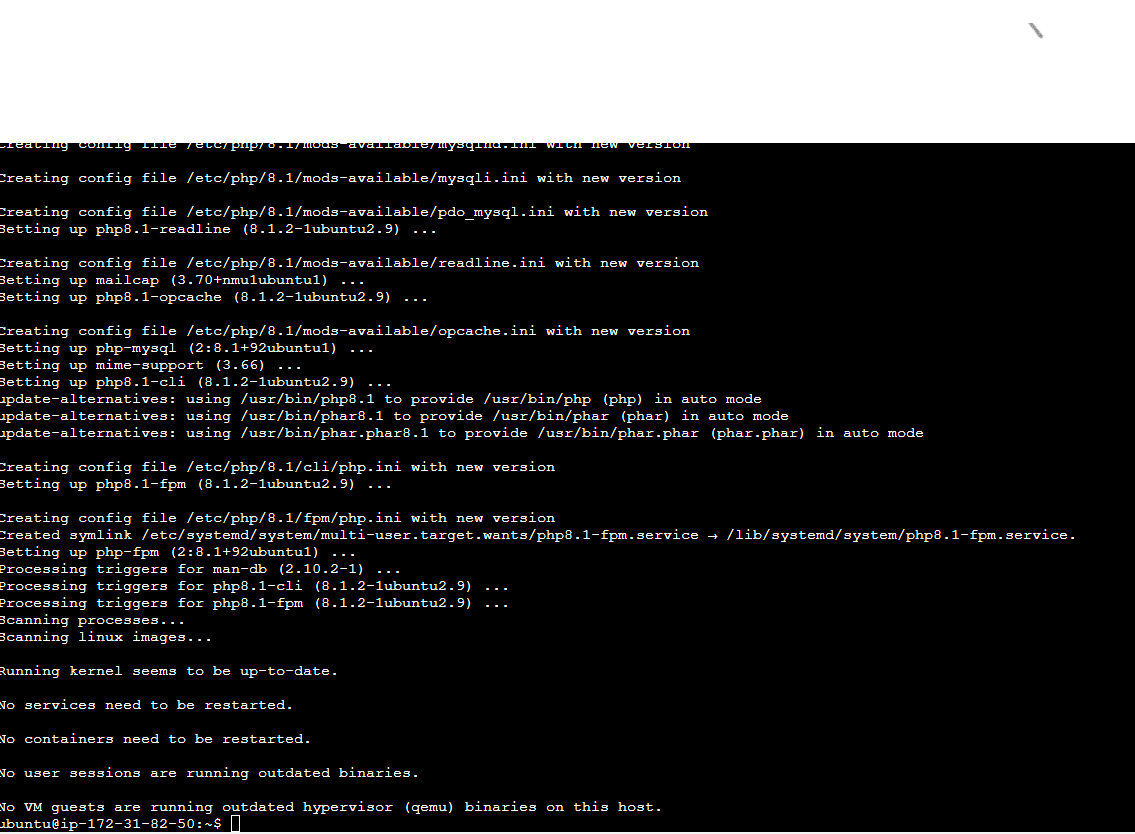 Creating config file /etc/php/8.1/mods-available/mysqlnd.ini with new version
Creating config file /etc/php/8.1/mods-available/mysqli.ini with new version
Creating config file /etc/php/8.1/mods-available/pdo_mysql.ini with new version
Setting up php8.1-readline (8.1.2-1ubuntu2.9) ...
Creating config file /etc/php/8.1/mods-available/readline.ini with new version
Setting up mailcap (3.70+nmu1ubuntu1) ...
Setting up php8.1-opcache (8.1.2-1ubuntu2.9) ...
Creating config file /etc/php/8.1/mods-available/opcache.ini with new version
Setting up php-mysql (2:8.1+92ubuntu1) ...
Setting up mime-support (3.66) ...
Setting up php8.1-cli (8.1.2-1ubuntu2.9) ...
update-alternatives: using /usr/bin/php8.1 to provide /usr/bin/php (php) in auto mode
update-alternatives: using /usr/bin/phar8.1 to provide /usr/bin/phar (phar) in auto mode
update-alternatives: using /usr/bin/phar.phar8.1 to provide /usr/bin/phar.phar (phar.phar) in auto mode
Creating config file /etc/php/8.1/cli/php.ini with new version
Setting up php8.1-fpm (8.1.2-1ubuntu2.9) ...
Creating config file /etc/php/8.1/fpm/php.ini with new version
Created symlink /etc/systemd/system/multi-user.target.wants/php8.1-fpm.service → /lib/systemd/system/php8.1-fpm.service.
Setting up php-fpm (2:8.1+92ubuntu1) ...
Processing triggers for man-db (2.10.2-1) ...
Processing triggers for php8.1-cli (8.1.2-1ubuntu2.9) ...
Processing triggers for php8.1-fpm (8.1.2-1ubuntu2.9) ...
Scanning processes...
Scanning linux images...
Running kernel seems to be up-to-date.
No services need to be restarted.
No containers need to be restarted.
No user sessions are running outdated binaries.
No VM guests are running outdated hypervisor (qemu) binaries on this host.
ubuntu@ip-172-31-82-50:~$